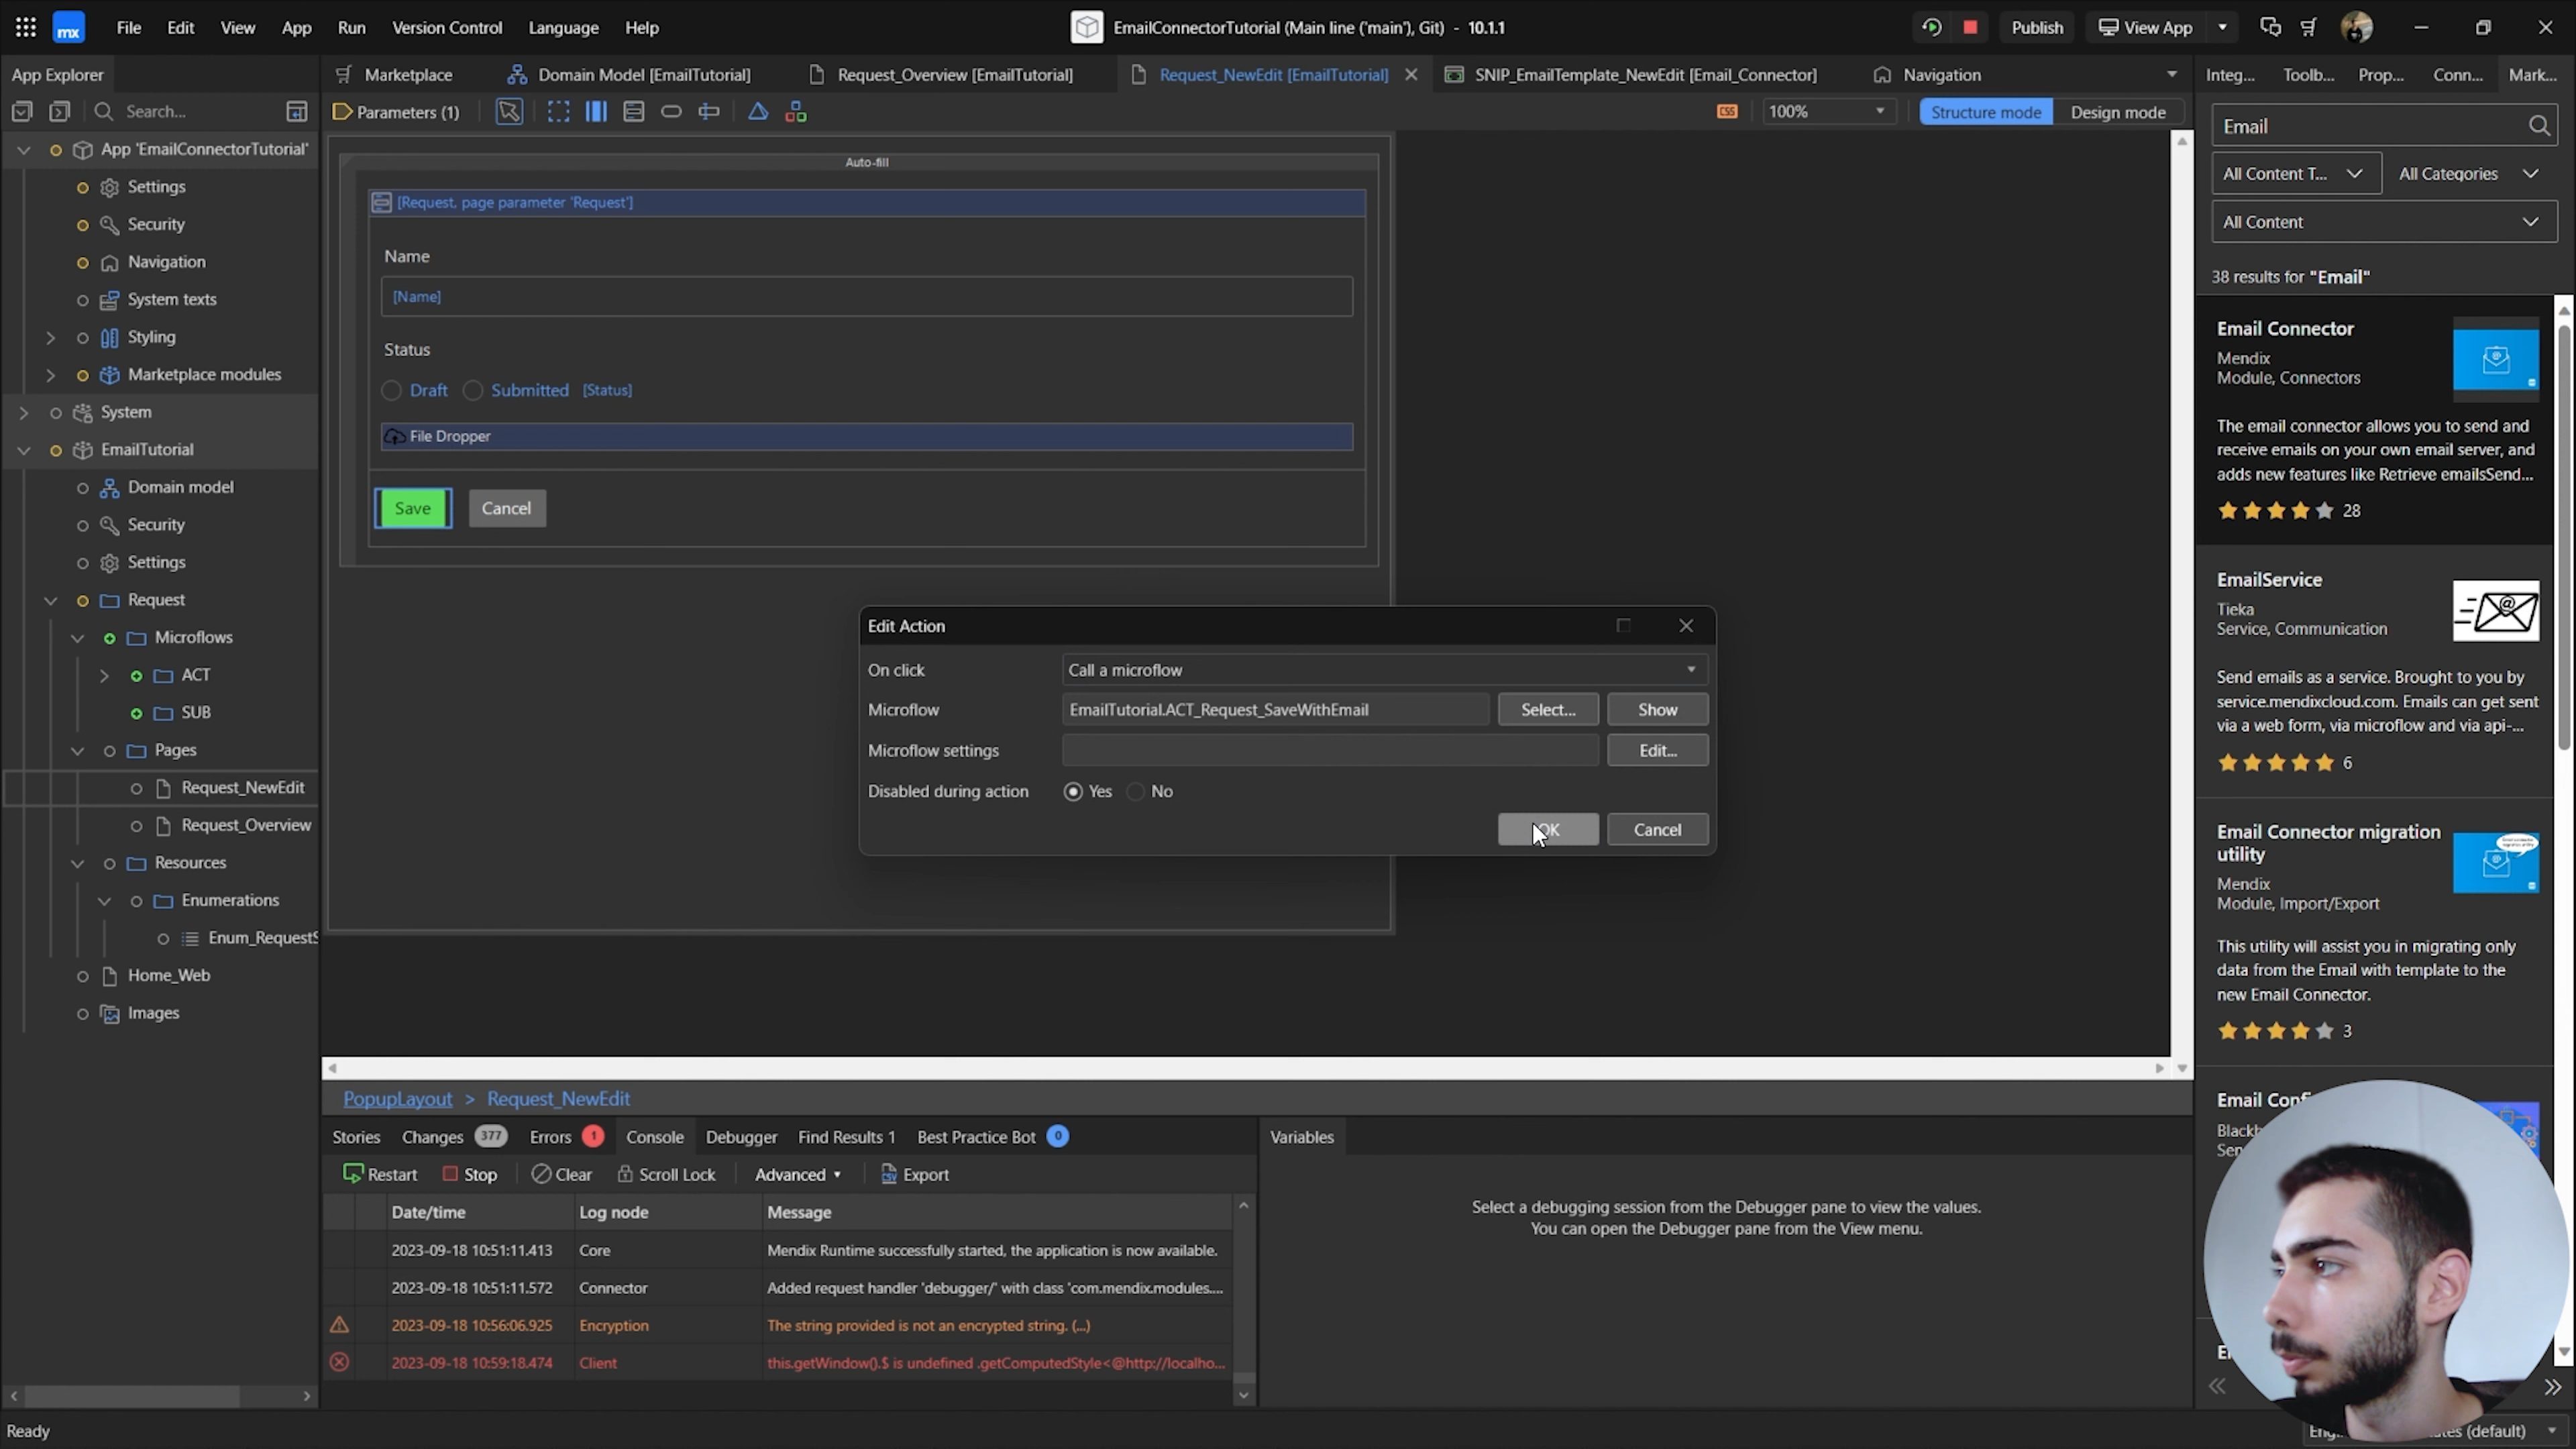 mx File Edit View App Run Version Control Language Help
EmailConnectorTutorial (Main line ('main'), Git) - 10.1.1
Publish View App
App Explorer
Marketplace Domain Model [EmailTutorial] Request_Overview [EmailTutorial] Request_NewEdit [EmailTutorial] SNIP_EmailTemplate_NewEdit [Email_Connector] Navigation
Integ... Toolb... Prop... Conn... Mark...
Search...
Parameters (1)
CSS 100% Structure mode Design mode
App 'EmailConnectorTutorial'
Settings
Security
Navigation
System texts
Styling
Marketplace modules
System
EmailTutorial
Domain model
Security
Settings
Request
Microflows
ACT
SUB
Pages
Request_NewEdit
Request_Overview
Resources
Enumerations
Enum_RequestS
Home_Web
Images
Auto-fill
[Request, page parameter 'Request']
Name
[Name]
Status
Draft Submitted [Status]
File Dropper
Save Cancel
Edit Action
On click Call a microflow
Microflow EmailTutorial.ACT_Request_SaveWithEmail Select... Show
Microflow settings Edit...
Disabled during action Yes No
OK Cancel
PopupLayout > Request_NewEdit
Stories Changes 377 Errors 1 Console Debugger Find Results 1 Best Practice Bot 0
Restart Stop Clear Scroll Lock Advanced Export
Date/time Log node Message
2023-09-18 10:51:11.413 Core Mendix Runtime successfully started, the application is now available.
2023-09-18 10:51:11.572 Connector Added request handler 'debugger/' with class 'com.mendix.modules....
2023-09-18 10:56:06.925 Encryption The string provided is not an encrypted string. (...)
2023-09-18 10:59:18.474 Client this.getWindow().$ is undefined .getComputedStyle<@http://localho...
Variables
Select a debugging session from the Debugger pane to view the values.
You can open the Debugger pane from the View menu.
Email
All Content T... All Categories
All Content
38 results for "Email"
Email Connector
Mendix
Module, Connectors
The email connector allows you to send and
receive emails on your own email server, and
adds new features like Retrieve emailsSend...
28
EmailService
Tieka
Service, Communication
Send emails as a service. Brought to you by
service.mendixcloud.com. Emails can get sent
via a web form, via microflow and via api-...
6
Email Connector migration
utility
Mendix
Module, Import/Export
This utility will assist you in migrating only
data from the Email with template to the
new Email Connector.
3
Email
Ready
(default)